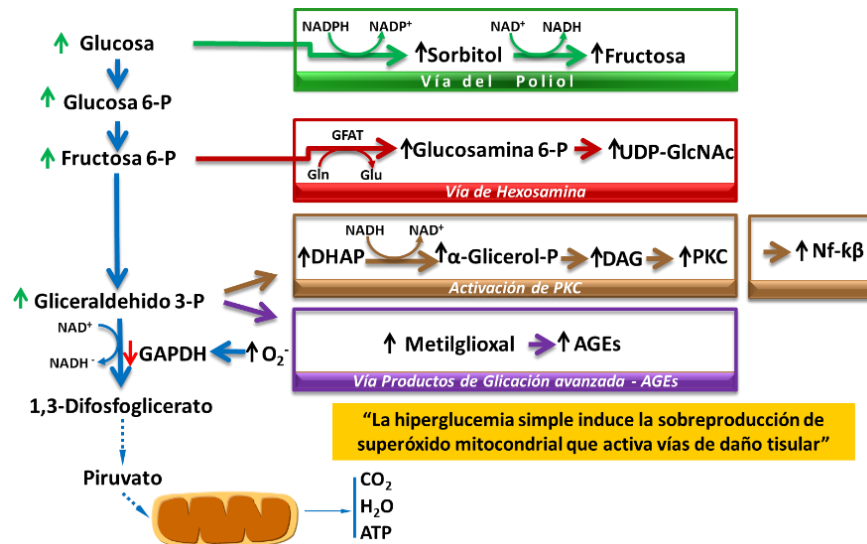 ↑ Glucosa
NADPH NADP⁺ NAD⁺ NADH
↑Sorbitol ↑Fructosa
Vía del Poliol
↑ Glucosa 6-P
↑ Fructosa 6-P
GFAT
Gln Glu
↑Glucosamina 6-P ↑UDP-GlcNAc
Vía de Hexosamina
NADH NAD⁺
↑DHAP ↑α-Glicerol-P ↑DAG ↑PKC ↑ Nf-ƙβ
Activación de PKC
↑ Gliceraldehido 3-P
NAD⁺
NADH⁻
↓ GAPDH ↑ O₂⁻
↑ Metilglioxal ↑ AGEs
Vía Productos de Glicación avanzada - AGEs
1,3-Difosfoglicerato
“La hiperglucemia simple induce la sobreproducción de
superóxido mitocondrial que activa vías de daño tisular”
Piruvato
CO₂
H₂O
ATP